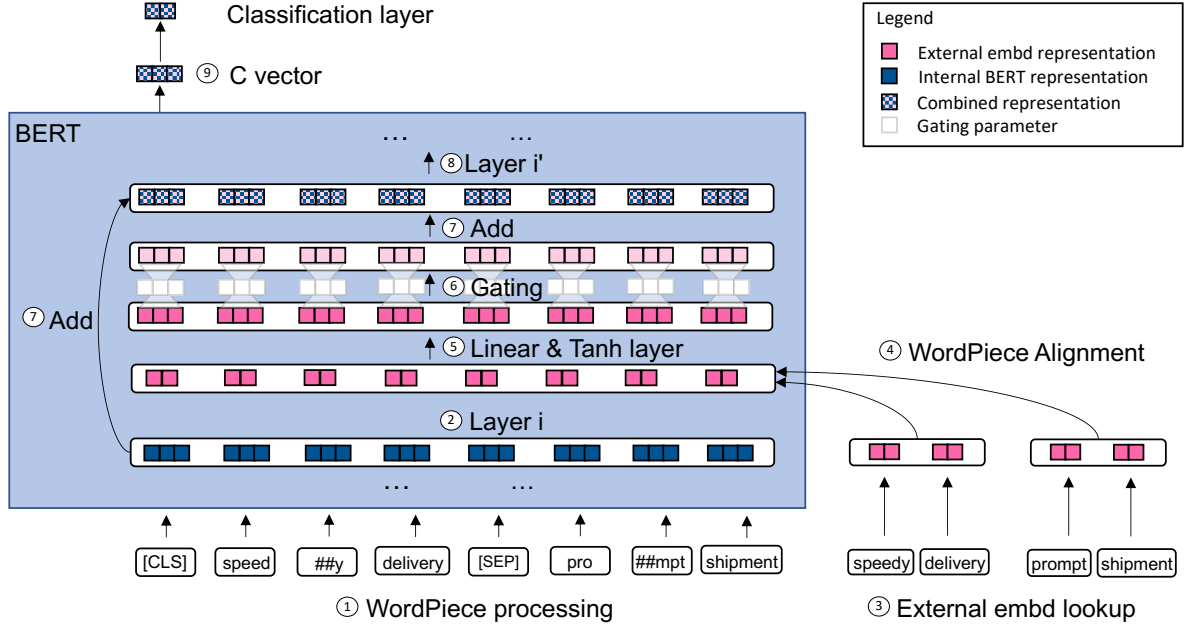 Classification layer
⑨ C vector
Legend
External embd representation
Internal BERT representation
Combined representation
Gating parameter
BERT
... ...
⑧ Layer i'
⑦ Add
⑥ Gating
⑦ Add
⑤ Linear & Tanh layer
④ WordPiece Alignment
② Layer i
... ...
[CLS] speed ##y delivery [SEP] pro ##mpt shipment
speedy delivery prompt shipment
① WordPiece processing
③ External embd lookup